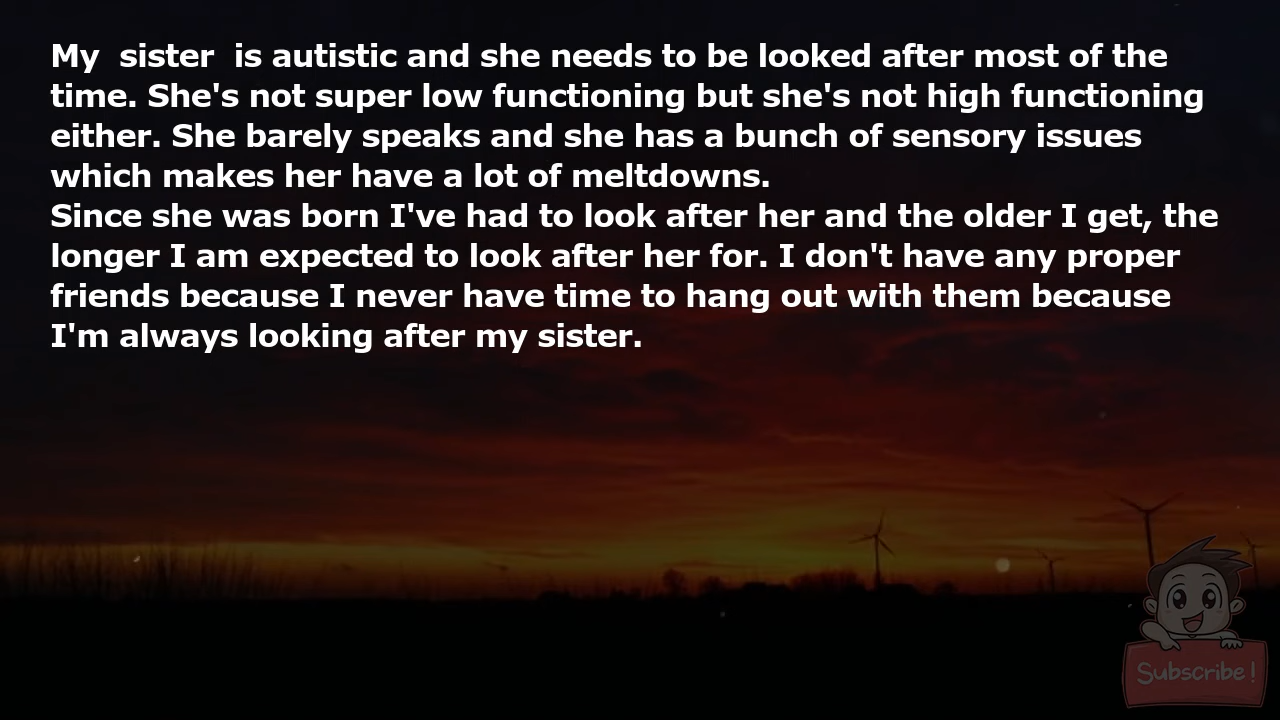 My sister is autistic and she needs to be looked after most of the
time. She's not super low functioning but she's not high functioning
either. She barely speaks and she has a bunch of sensory issues
which makes her have a lot of meltdowns.
Since she was born I've had to look after her and the older I get, the
longer I am expected to look after her for. I don't have any proper
friends because I never have time to hang out with them because
I'm always looking after my sister.
Subscribe!